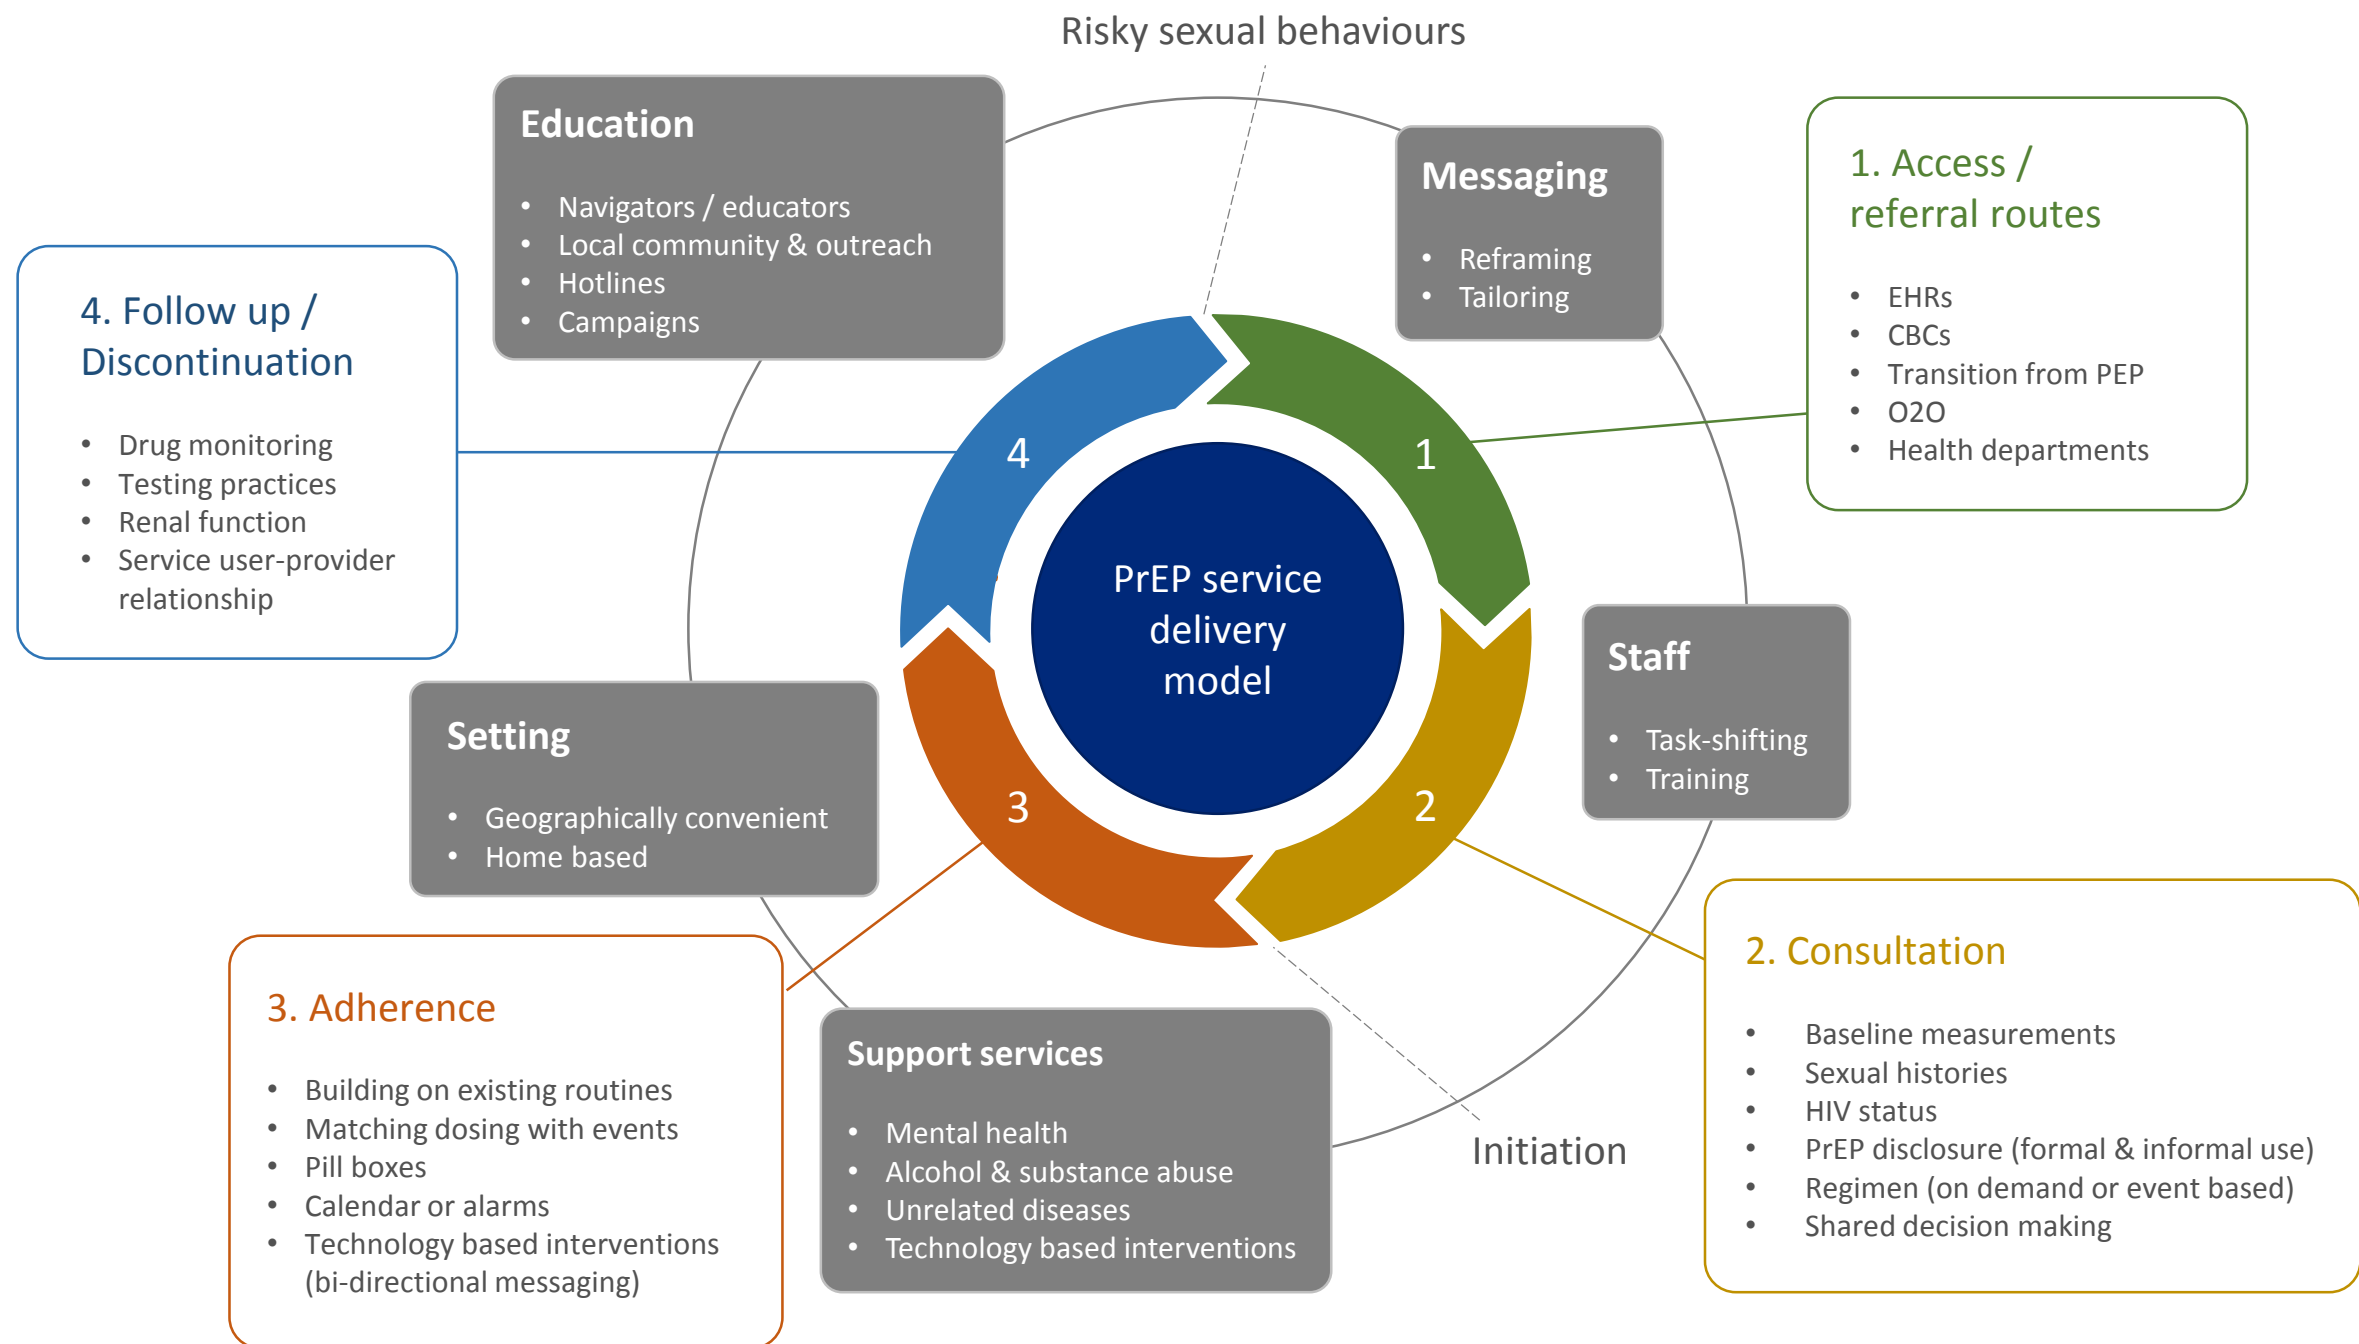 Risky sexual behaviours
Education
• Navigators / educators
• Local community & outreach
• Hotlines
• Campaigns
Messaging
• Reframing
• Tailoring
1. Access /
referral routes
• EHRs
• CBCs
• Transition from PEP
• O2O
• Health departments
4. Follow up /
Discontinuation
• Drug monitoring
• Testing practices
• Renal function
• Service user-provider
relationship
4
1
PrEP service
delivery
model
3
2
Staff
• Task-shifting
• Training
Setting
• Geographically convenient
• Home based
2. Consultation
• Baseline measurements
• Sexual histories
• HIV status
• PrEP disclosure (formal & informal use)
• Regimen (on demand or event based)
• Shared decision making
3. Adherence
• Building on existing routines
• Matching dosing with events
• Pill boxes
• Calendar or alarms
• Technology based interventions
(bi-directional messaging)
Support services
• Mental health
• Alcohol & substance abuse
• Unrelated diseases
• Technology based interventions
Initiation